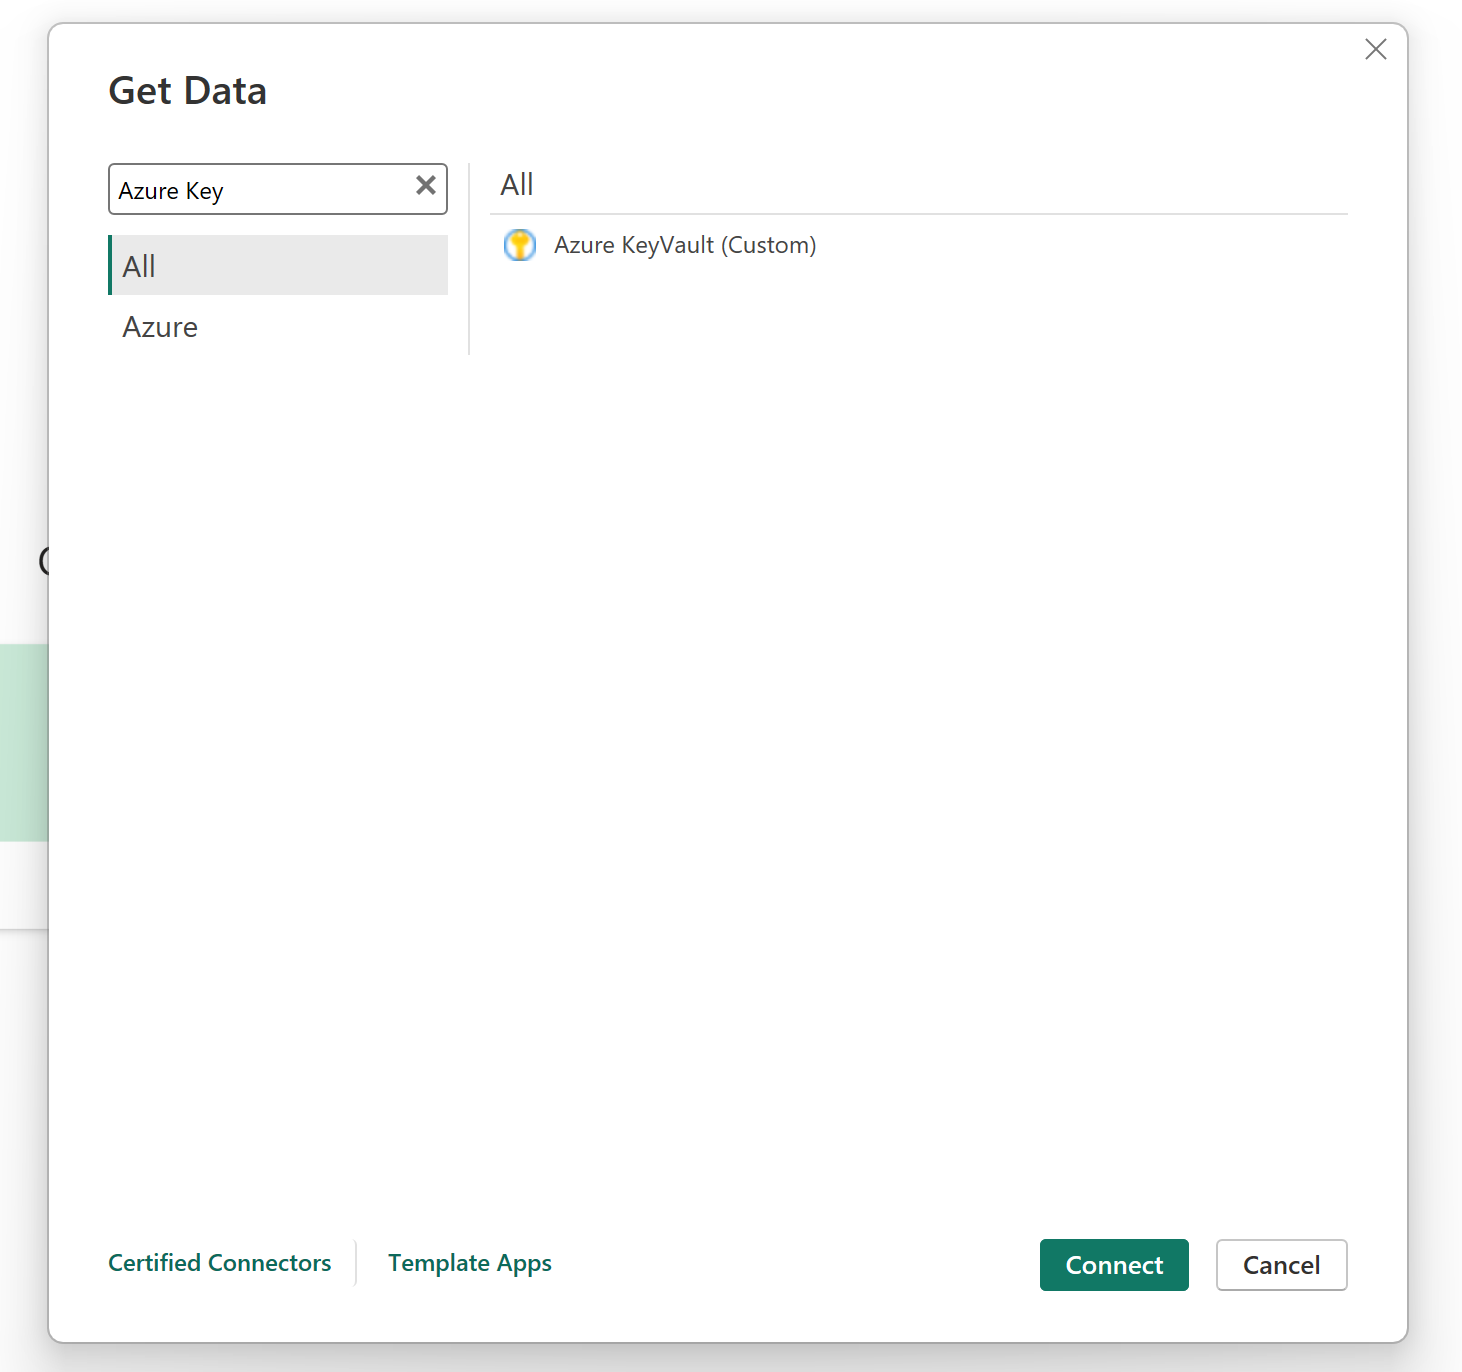 Get Data
Azure Key
All
Azure
All
Azure KeyVault (Custom)
Certified Connectors
Template Apps
Connect
Cancel